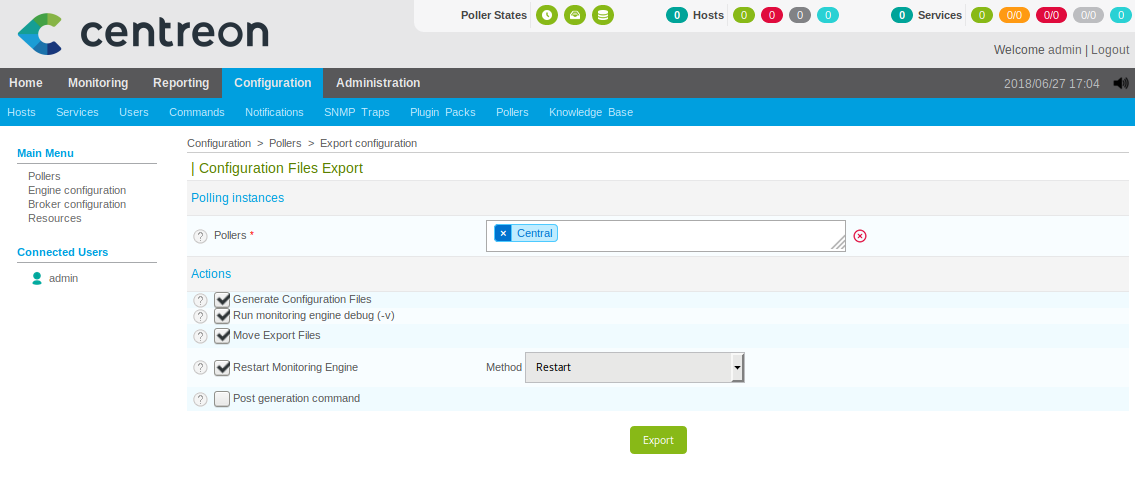 centreon
Poller States 0 Hosts 0 0 0 0 0 Services 0 0/0 0/0 0/0 0
Welcome admin | Logout
Home Monitoring Reporting Configuration Administration 2018/06/27 17:04
Hosts Services Users Commands Notifications SNMP Traps Plugin Packs Pollers Knowledge Base
Main Menu
Pollers
Engine configuration
Broker configuration
Resources
Connected Users
admin
Configuration > Pollers > Export configuration
| Configuration Files Export
Polling instances
? Pollers * × Central
Actions
? Generate Configuration Files
? Run monitoring engine debug (-v)
? Move Export Files
? Restart Monitoring Engine Method Restart
? Post generation command
Export